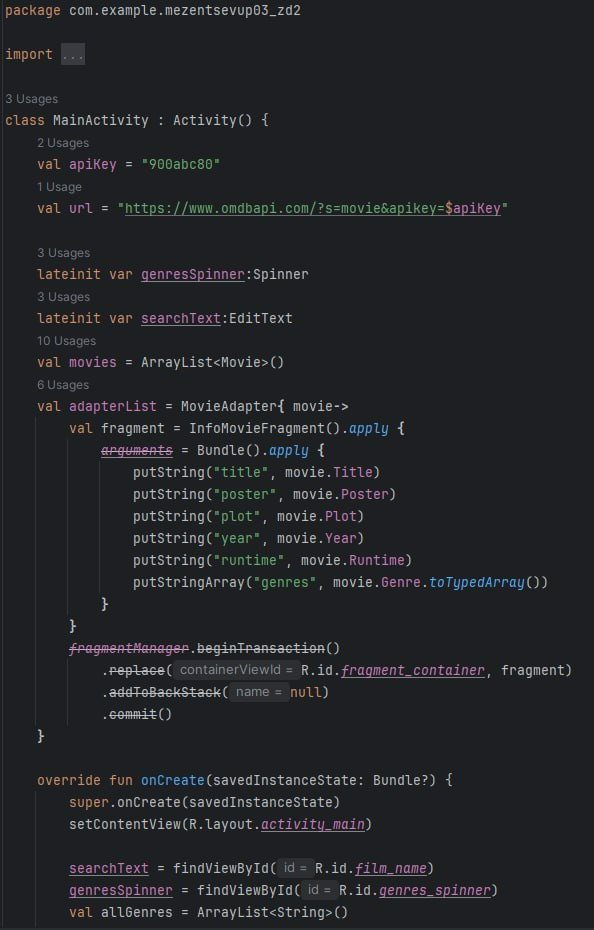 package com.example.mezentsevup03_zd2
import ...
3 Usages
class MainActivity : Activity() {
2 Usages
val apiKey = "900abc80"
1 Usage
val url = "https://www.omdbapi.com/?s=movie&apikey=$apiKey"
3 Usages
lateinit var genresSpinner:Spinner
3 Usages
lateinit var searchText:EditText
10 Usages
val movies = ArrayList<Movie>()
6 Usages
val adapterList = MovieAdapter{ movie->
val fragment = InfoMovieFragment().apply {
arguments = Bundle().apply {
putString("title", movie.Title)
putString("poster", movie.Poster)
putString("plot", movie.Plot)
putString("year", movie.Year)
putString("runtime", movie.Runtime)
putStringArray("genres", movie.Genre.toTypedArray())
}
}
fragmentManager.beginTransaction()
.replace( containerViewId = R.id.fragment_container, fragment)
.addToBackStack( name = null)
.commit()
}
override fun onCreate(savedInstanceState: Bundle?) {
super.onCreate(savedInstanceState)
setContentView(R.layout.activity_main)
searchText = findViewById( id = R.id.film_name)
genresSpinner = findViewById( id = R.id.genres_spinner)
val allGenres = ArrayList<String>()